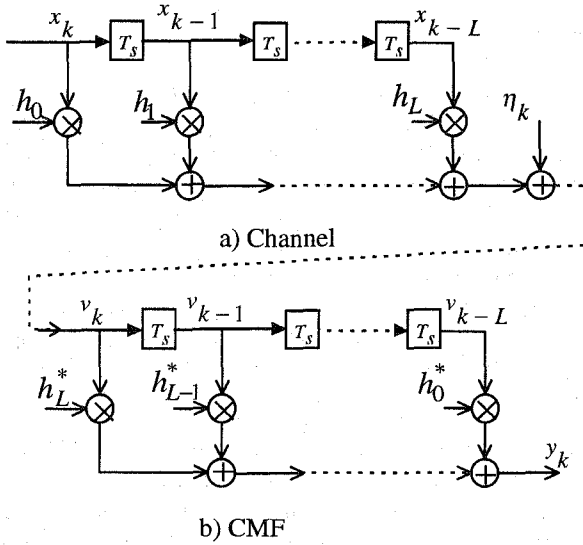 x_k x_{k-1} x_{k-L}
T_s T_s T_s
h_0 h_1 h_L η_k
a) Channel
v_k v_{k-1} v_{k-L}
T_s T_s T_s
h_L^* h_{L-1}^* h_0^*
y_k
b) CMF